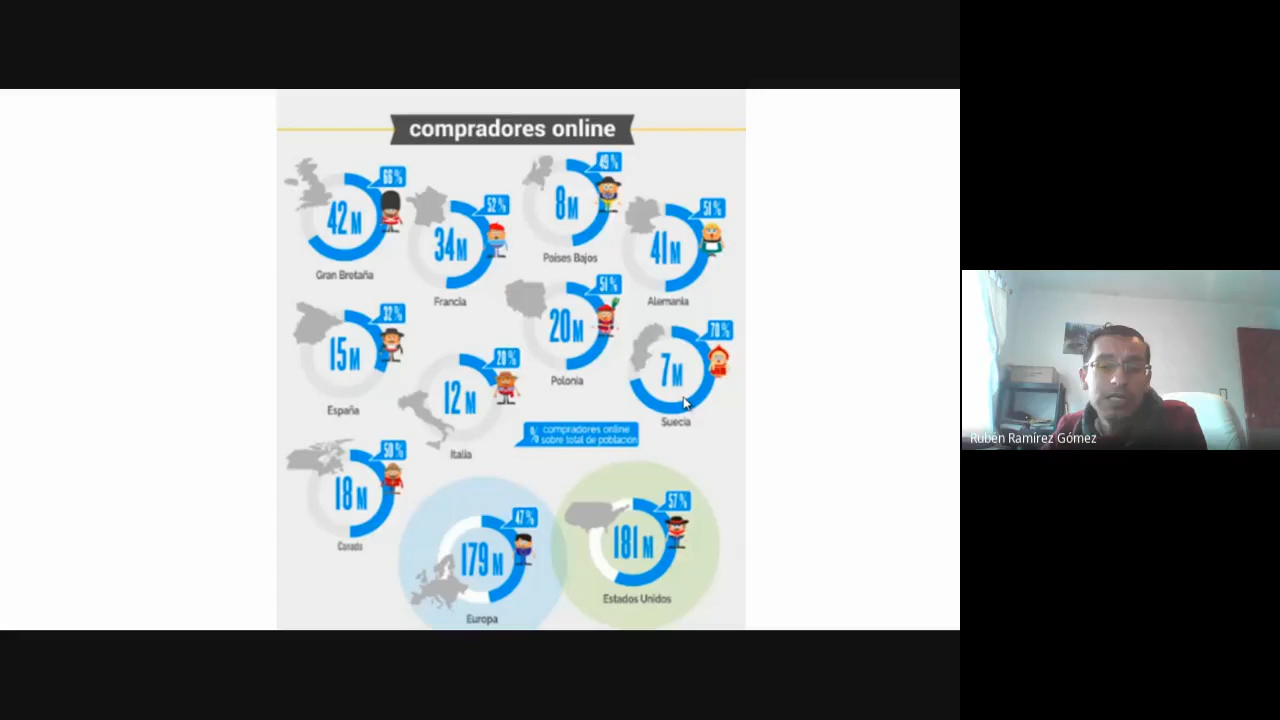 compradores online
66%
42M
Gran Bretaña
52%
34M
Francia
49%
8M
Países Bajos
51%
41M
Alemania
32%
15M
España
20%
12M
Italia
51%
20M
Polonia
70%
7M
Suecia
% compradores online
sobre total de población
50%
18M
Canadá
47%
179M
Europa
57%
181M
Estados Unidos
Rubén Ramírez Gómez